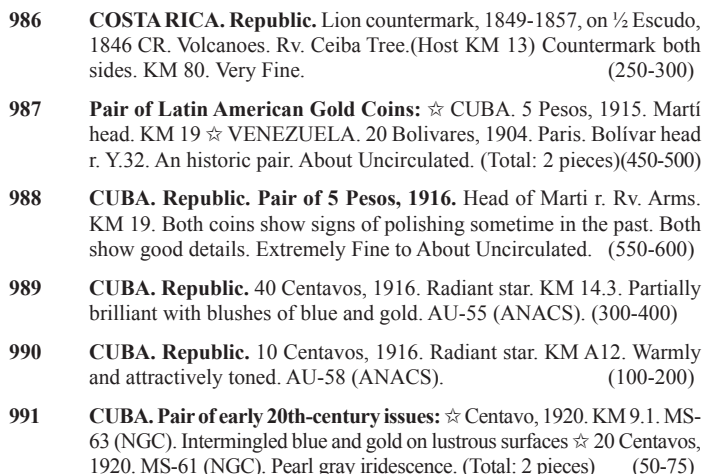 986 COSTA RICA. Republic. Lion countermark, 1849-1857, on ½ Escudo,
1846 CR. Volcanoes. Rv. Ceiba Tree.(Host KM 13) Countermark both
sides. KM 80. Very Fine. (250-300)
987 Pair of Latin American Gold Coins: ☆ CUBA. 5 Pesos, 1915. Martí
head. KM 19 ☆ VENEZUELA. 20 Bolivares, 1904. Paris. Bolívar head
r. Y.32. An historic pair. About Uncirculated. (Total: 2 pieces)(450-500)
988 CUBA. Republic. Pair of 5 Pesos, 1916. Head of Marti r. Rv. Arms.
KM 19. Both coins show signs of polishing sometime in the past. Both
show good details. Extremely Fine to About Uncirculated. (550-600)
989 CUBA. Republic. 40 Centavos, 1916. Radiant star. KM 14.3. Partially
brilliant with blushes of blue and gold. AU-55 (ANACS). (300-400)
990 CUBA. Republic. 10 Centavos, 1916. Radiant star. KM A12. Warmly
and attractively toned. AU-58 (ANACS). (100-200)
991 CUBA. Pair of early 20th-century issues: ☆ Centavo, 1920. KM 9.1. MS-
63 (NGC). Intermingled blue and gold on lustrous surfaces ☆ 20 Centavos,
1920. MS-61 (NGC). Pearl gray iridescence. (Total: 2 pieces) (50-75)